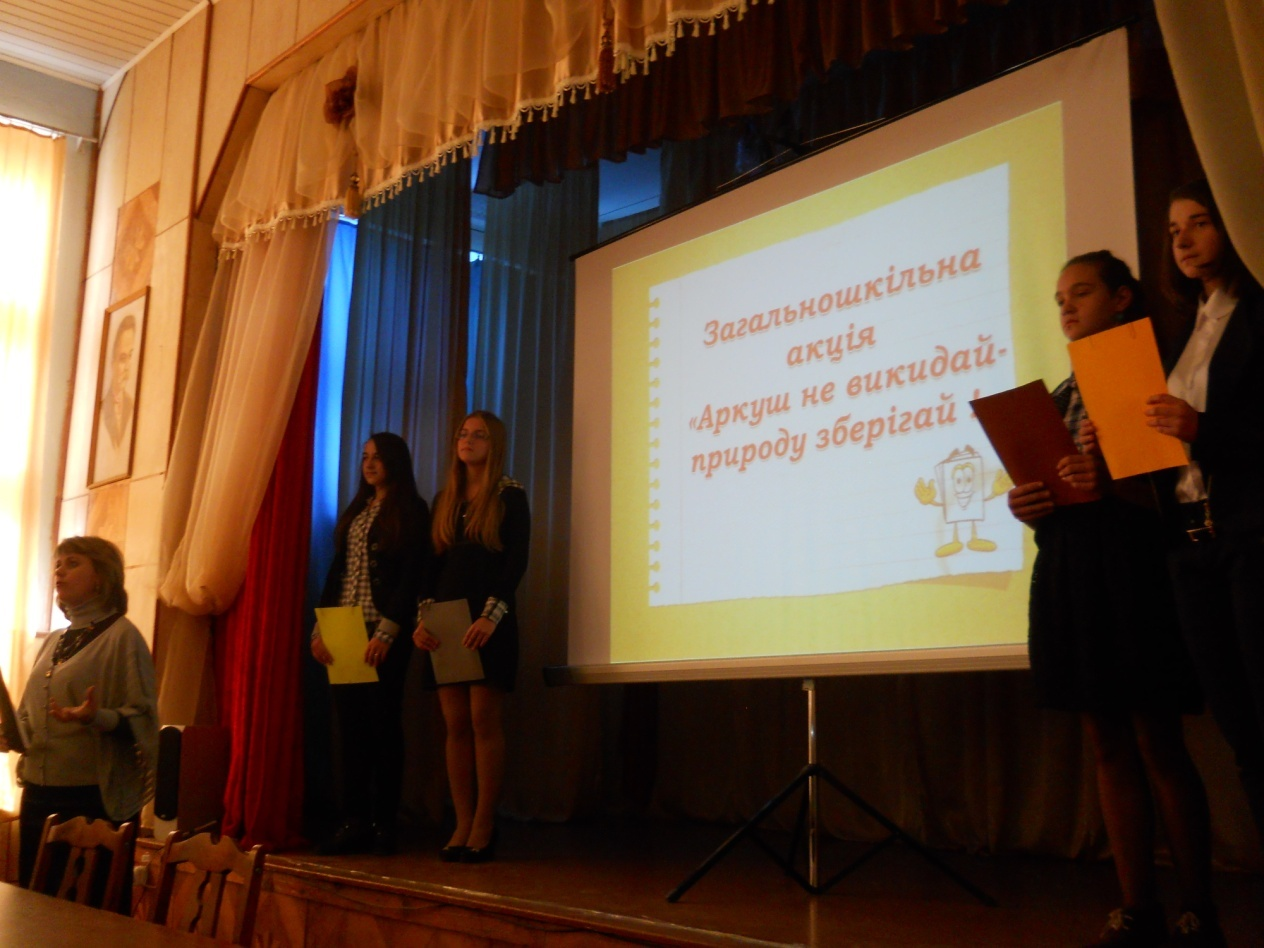 Загальношкільна
акція
«Аркуш не викидай-
природу зберігай !